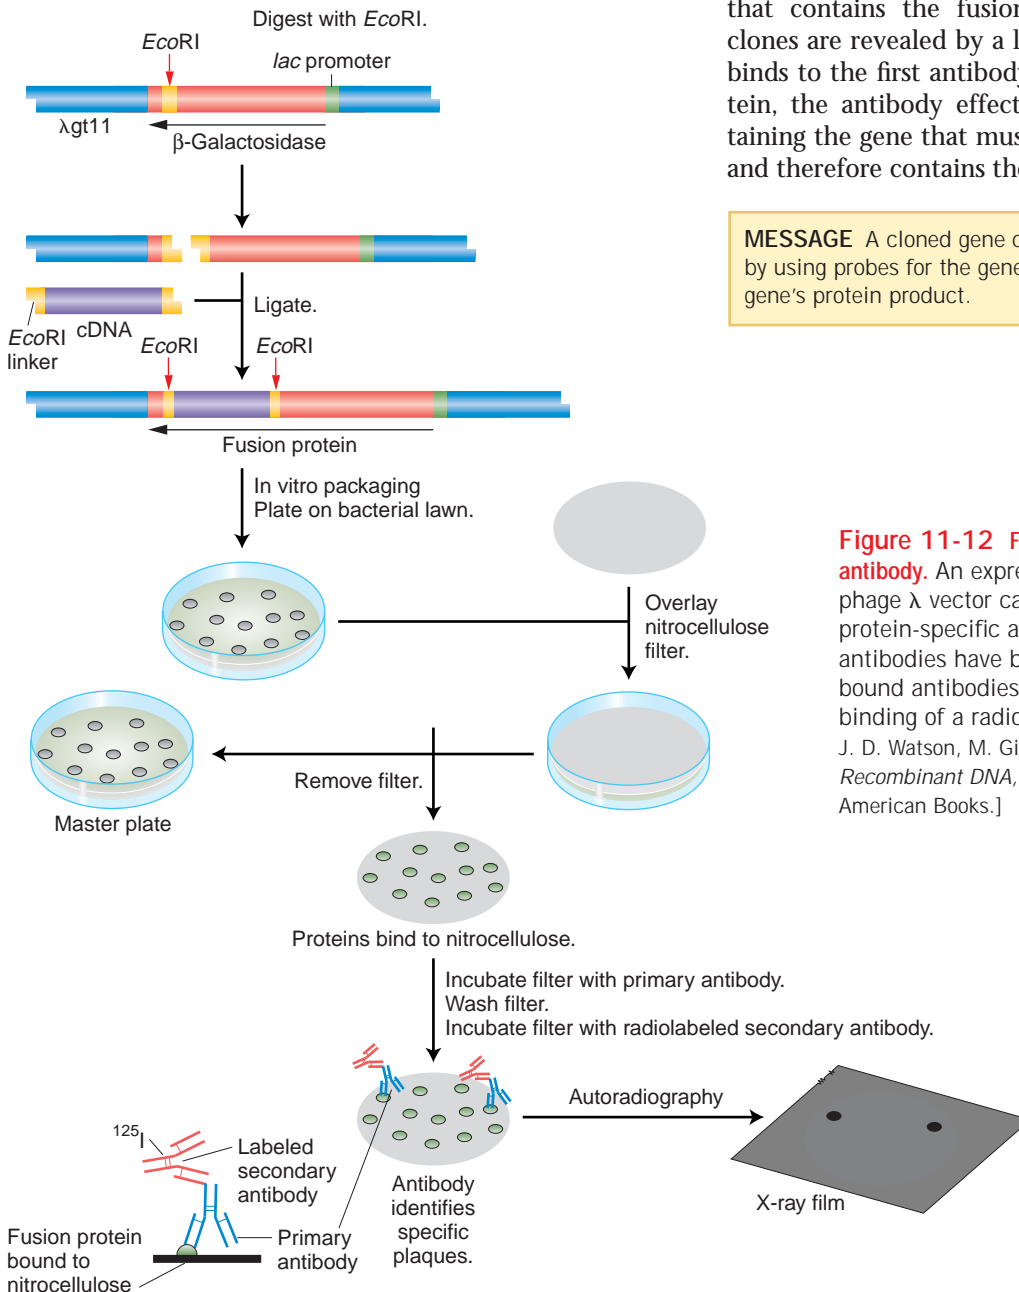 that contains the fusion
clones are revealed by a l
binds to the first antibody
tein, the antibody effect
taining the gene that mus
and therefore contains the
MESSAGE A cloned gene c
by using probes for the gene
gene's protein product.
Digest with EcoRI.
EcoRI
lac promoter
λgt11
β-Galactosidase
Ligate.
EcoRI
linker
cDNA
EcoRI
EcoRI
Fusion protein
In vitro packaging
Plate on bacterial lawn.
Overlay
nitrocellulose
filter.
Figure 11-12 F
antibody. An expre
phage λ vector ca
protein-specific a
antibodies have b
bound antibodies
binding of a radio
J. D. Watson, M. Gi
Recombinant DNA,
American Books.]
Remove filter.
Master plate
Proteins bind to nitrocellulose.
Incubate filter with primary antibody.
Wash filter.
Incubate filter with radiolabeled secondary antibody.
Autoradiography
X-ray film
125I
Labeled
secondary
antibody
Antibody
identifies
specific
plaques.
Primary
antibody
Fusion protein
bound to
nitrocellulose